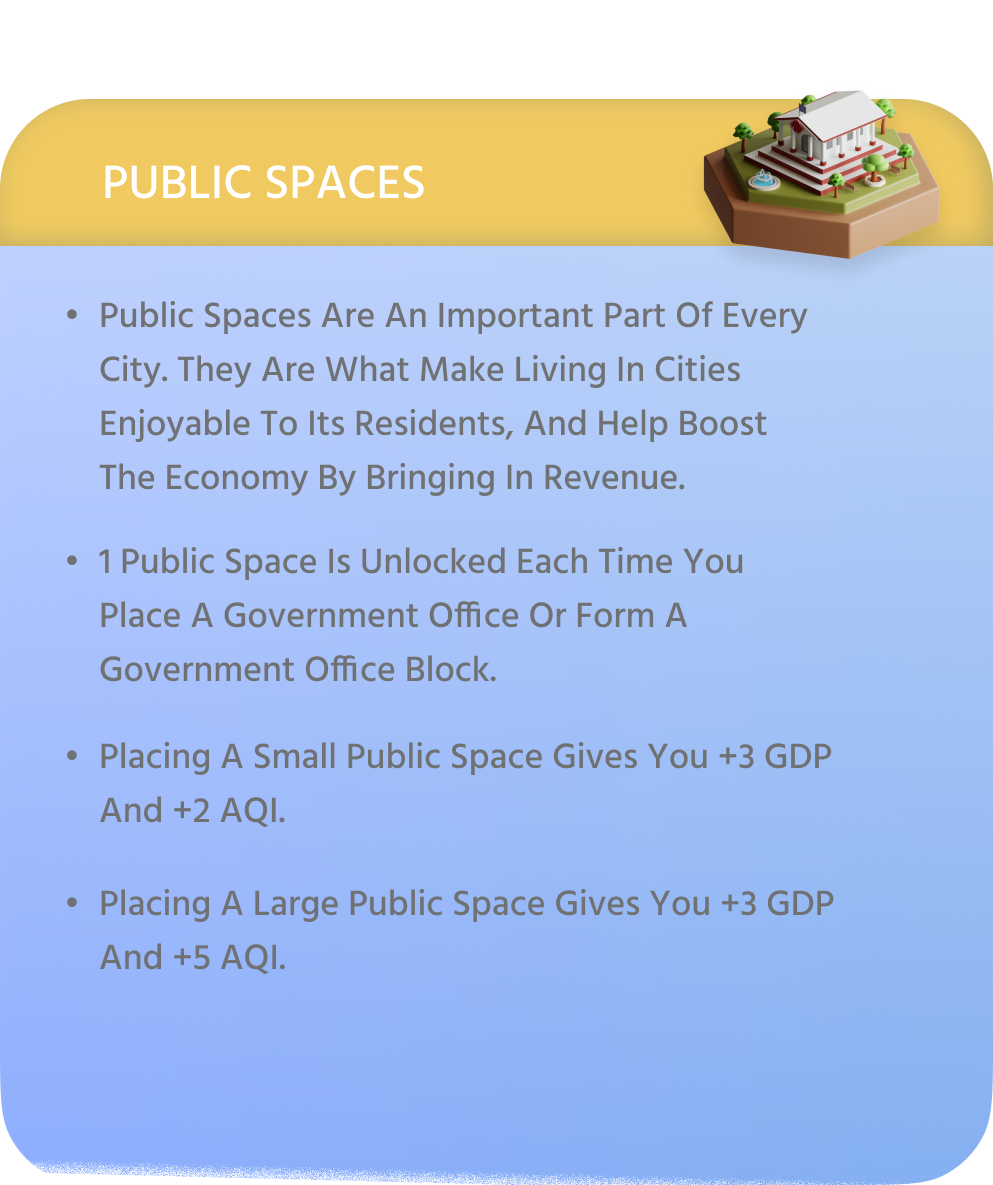 PUBLIC SPACES
• Public Spaces Are An Important Part Of Every
City. They Are What Make Living In Cities
Enjoyable To Its Residents, And Help Boost
The Economy By Bringing In Revenue.
• 1 Public Space Is Unlocked Each Time You
Place A Government Office Or Form A
Government Office Block.
• Placing A Small Public Space Gives You +3 GDP
And +2 AQI.
• Placing A Large Public Space Gives You +3 GDP
And +5 AQI.